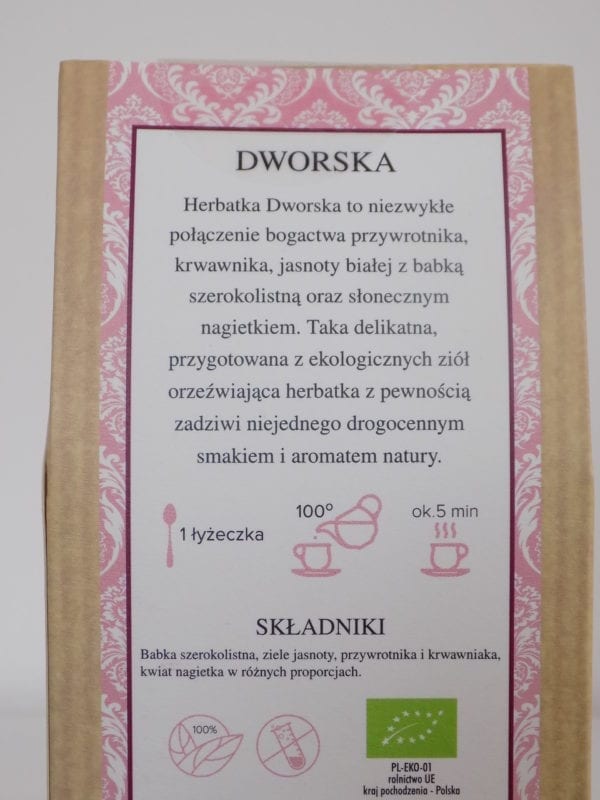 DWORSKA
Herbatka Dworska to niezwykłe
połączenie bogactwa przywrotnika,
krwawnika, jasnoty białej z babką
szerokolistną oraz słonecznym
nagietkiem. Taka delikatna,
przygotowana z ekologicznych ziół
orzeźwiająca herbatka z pewnością
zadziwi niejednego drogocennym
smakiem i aromatem natury.
1 łyżeczka
100°
ok.5 min
SKŁADNIKI
Babka szerokolistna, ziele jasnoty, przywrotnika i krwawniaka,
kwiat nagietka w różnych proporcjach.
100%
PL-EKO-01
rolnictwo UE
kraj pochodzenia - Polska